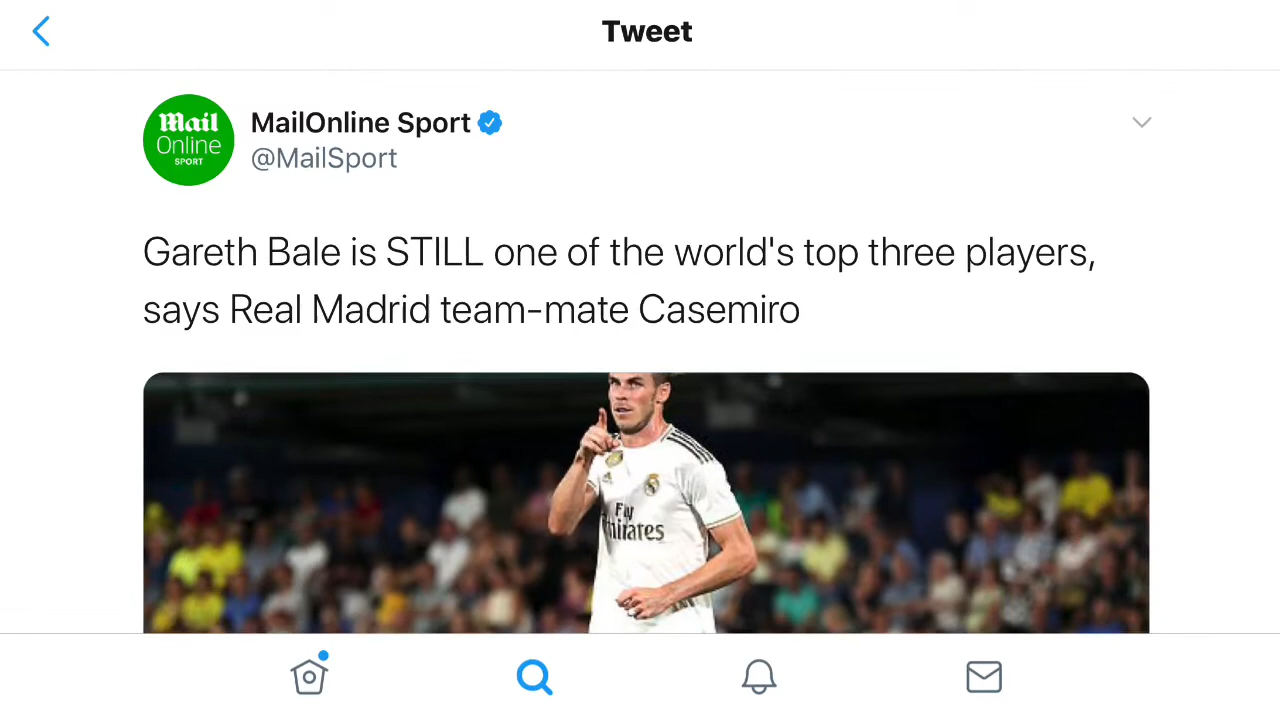 Tweet
Mail
Online
SPORT
MailOnline Sport
@MailSport
Gareth Bale is STILL one of the world's top three players,
says Real Madrid team-mate Casemiro
Fly
Emirates